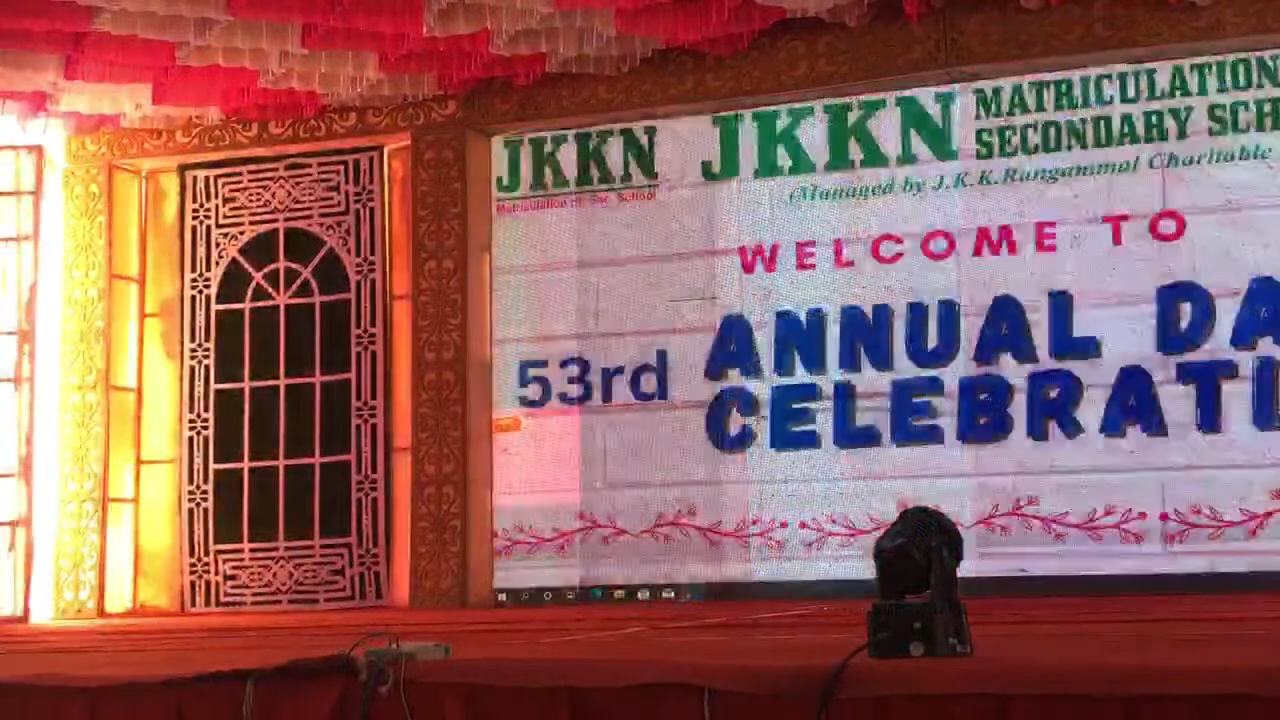 JKKN
Matriculation Hr. Sec. School
JKKN
MATRICULATION
SECONDARY SCH
(Managed by J.K.K.Rangammal Charitable
WELCOME TO
53rd
ANNUAL DA
CELEBRATI